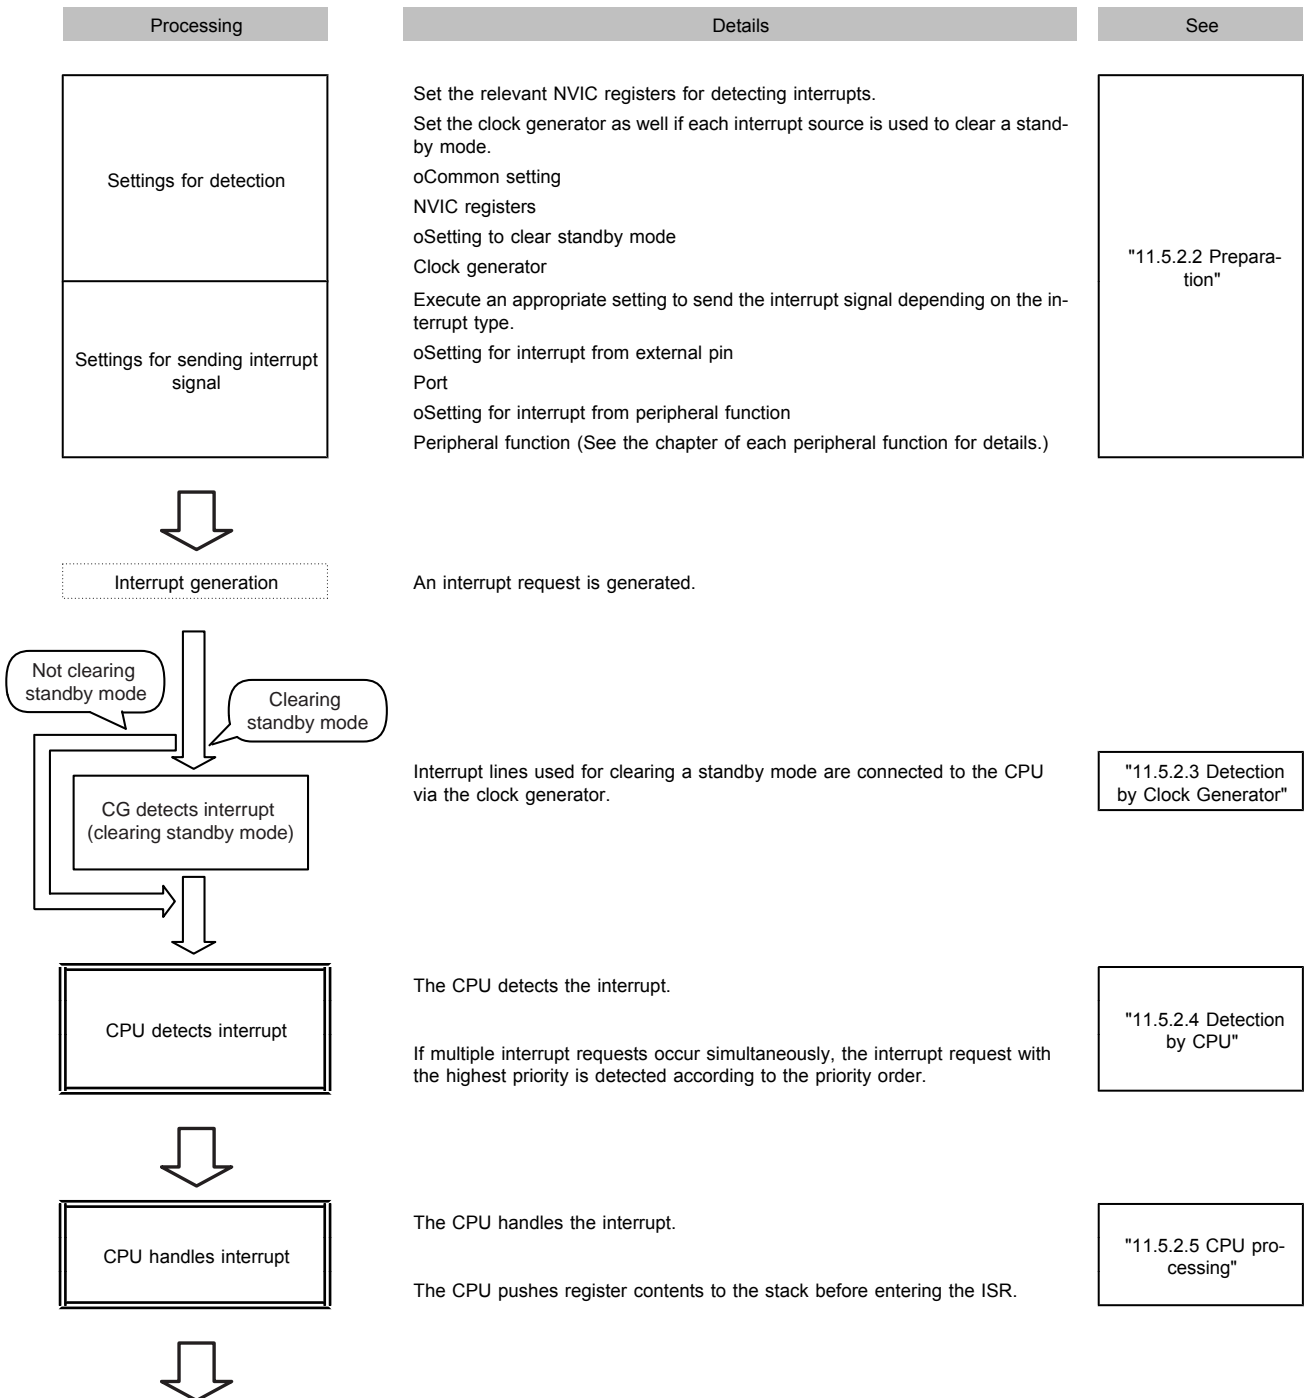 Processing
Details
See
Settings for detection
Set the relevant NVIC registers for detecting interrupts.
Set the clock generator as well if each interrupt source is used to clear a stand-
by mode.
oCommon setting
NVIC registers
oSetting to clear standby mode
Clock generator
"11.5.2.2 Prepara-
tion"
Settings for sending interrupt
signal
Execute an appropriate setting to send the interrupt signal depending on the in-
terrupt type.
oSetting for interrupt from external pin
Port
oSetting for interrupt from peripheral function
Peripheral function (See the chapter of each peripheral function for details.)
Interrupt generation
An interrupt request is generated.
Not clearing
standby mode
Clearing
standby mode
CG detects interrupt
(clearing standby mode)
Interrupt lines used for clearing a standby mode are connected to the CPU
via the clock generator.
"11.5.2.3 Detection
by Clock Generator"
CPU detects interrupt
The CPU detects the interrupt.
If multiple interrupt requests occur simultaneously, the interrupt request with
the highest priority is detected according to the priority order.
"11.5.2.4 Detection
by CPU"
CPU handles interrupt
The CPU handles the interrupt.
The CPU pushes register contents to the stack before entering the ISR.
"11.5.2.5 CPU pro-
cessing"